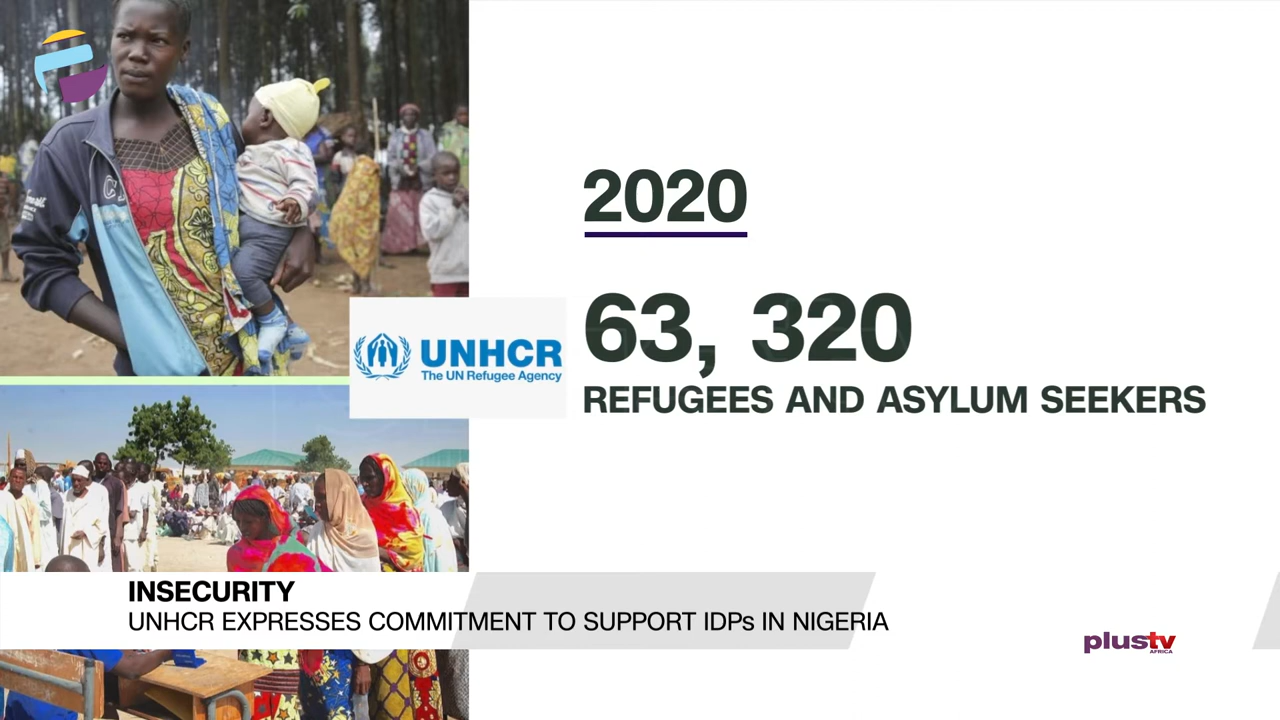 2020
63, 320
REFUGEES AND ASYLUM SEEKERS
UNHCR
The UN Refugee Agency
INSECURITY
UNHCR EXPRESSES COMMITMENT TO SUPPORT IDPs IN NIGERIA
plustv
AFRICA